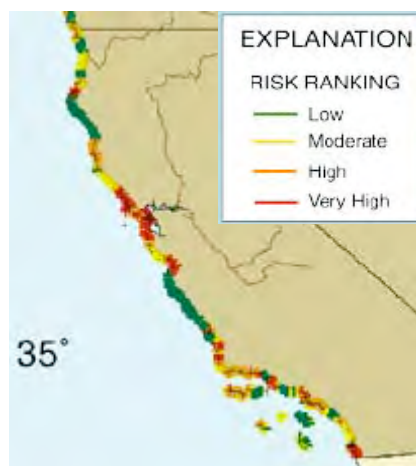 EXPLANATION
RISK RANKING
Low
Moderate
High
Very High
35°